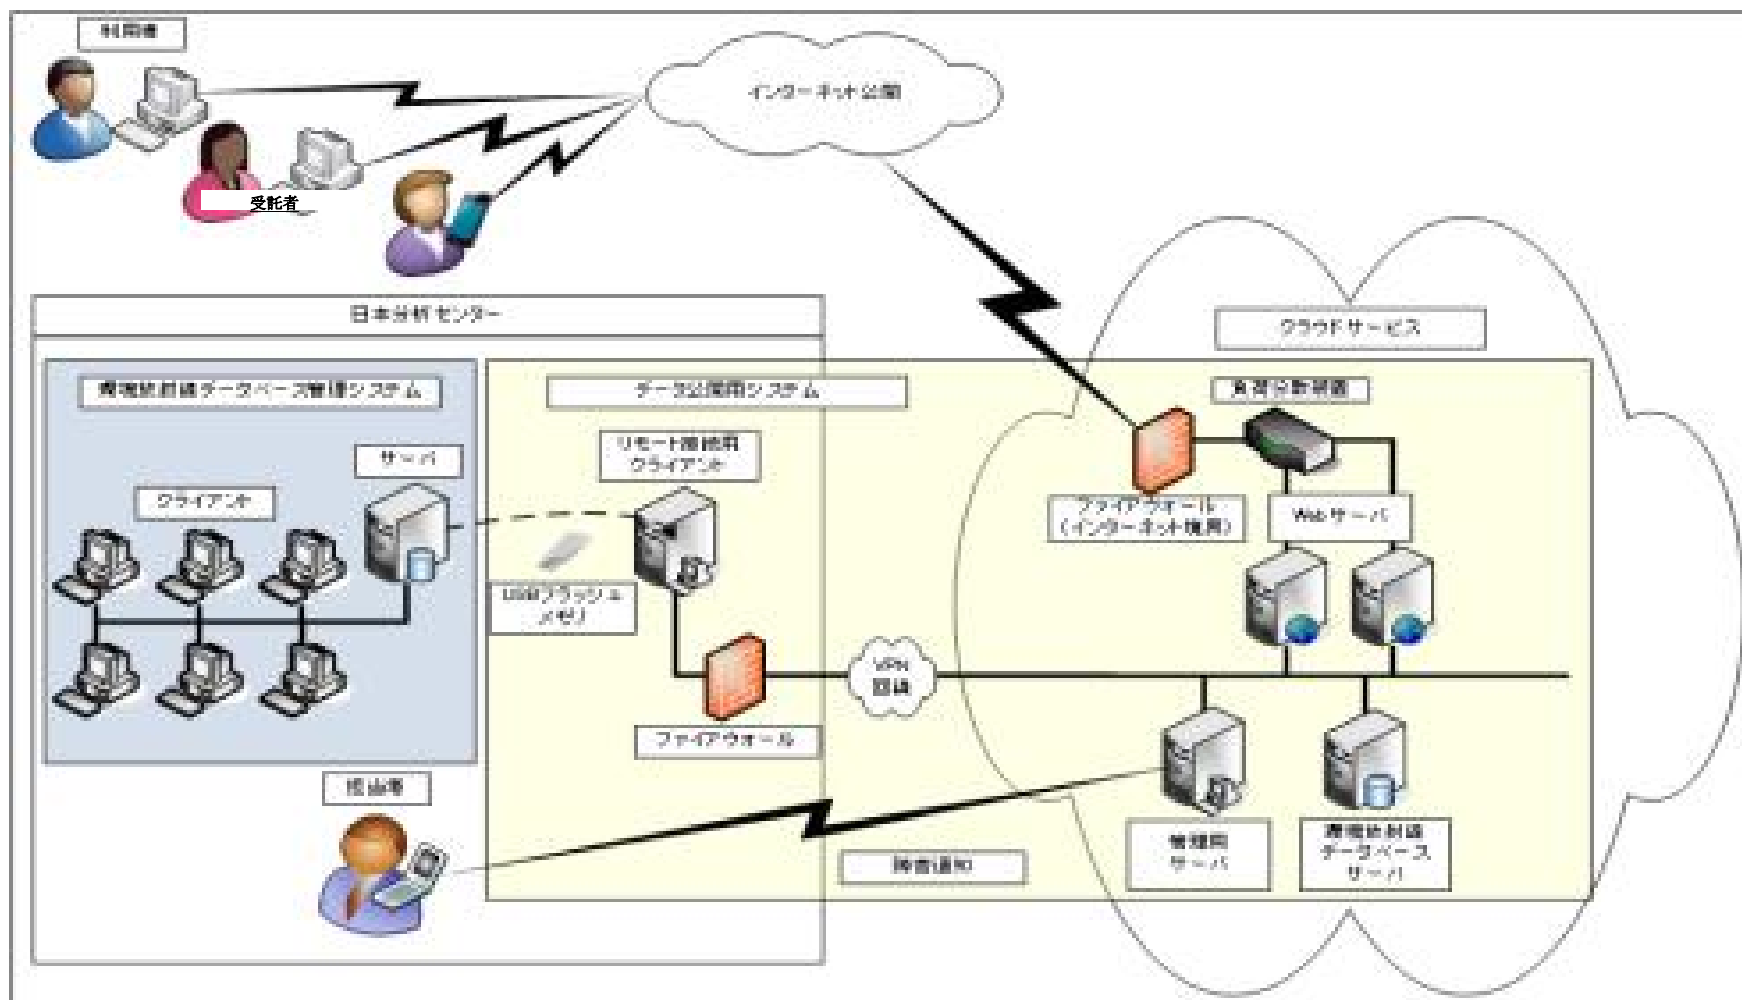 利用者
インターネット公開
受託者
日本分析センター
クラウドサービス
環境放射線データベース管理システム
データ公開用システム
負荷分散装置
サーバ
リモート接続用
クライアント
クライアント
ファイアウォール
(インターネット境用)
Webサーバ
USBフラッシュ
メモリ
VPN
回線
ファイアウォール
担当者
管理用
サーバ
環境放射線
データベース
サーバ
障害通知